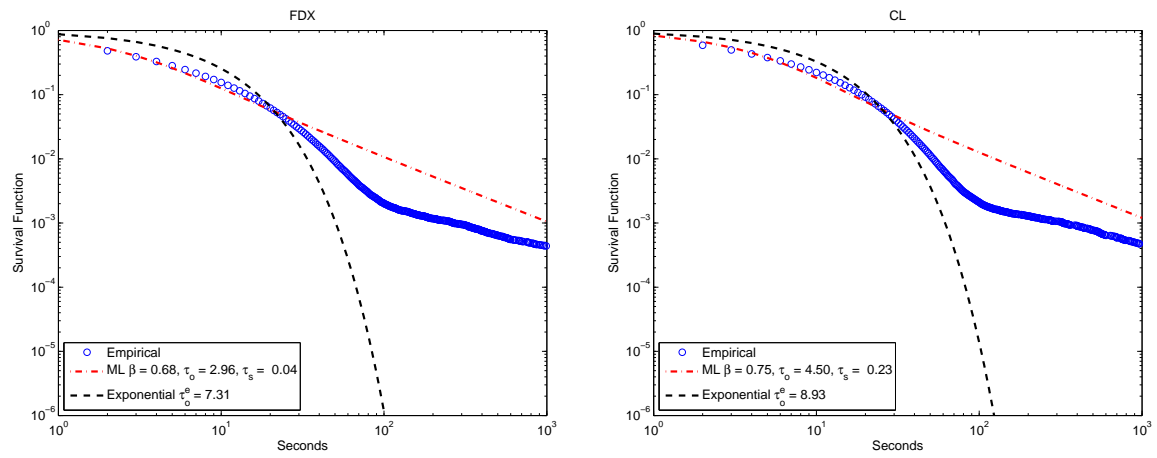 FDX
10^0
10^-1
10^-2
10^-3
10^-4
10^-5
10^-6
Survival Function
Empirical
ML β = 0.68, τ_o = 2.96, τ_s = 0.04
Exponential τ_o^e = 7.31
10^0 10^1 10^2 10^3
Seconds
CL
10^0
10^-1
10^-2
10^-3
10^-4
10^-5
10^-6
Survival Function
Empirical
ML β = 0.75, τ_o = 4.50, τ_s = 0.23
Exponential τ_o^e = 8.93
10^0 10^1 10^2 10^3
Seconds